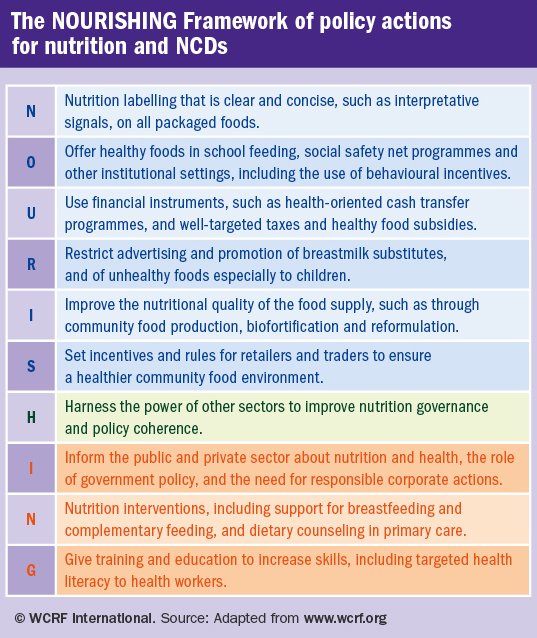 The NOURISHING Framework of policy actions
for nutrition and NCDs
N
Nutrition labelling that is clear and concise, such as interpretative
signals, on all packaged foods.
O
Offer healthy foods in school feeding, social safety net programmes and
other institutional settings, including the use of behavioural incentives.
U
Use financial instruments, such as health-oriented cash transfer
programmes, and well-targeted taxes and healthy food subsidies.
R
Restrict advertising and promotion of breastmilk substitutes,
and of unhealthy foods especially to children.
I
Improve the nutritional quality of the food supply, such as through
community food production, biofortification and reformulation.
S
Set incentives and rules for retailers and traders to ensure
a healthier community food environment.
H
Harness the power of other sectors to improve nutrition governance
and policy coherence.
I
Inform the public and private sector about nutrition and health, the role
of government policy, and the need for responsible corporate actions.
N
Nutrition interventions, including support for breastfeeding and
complementary feeding, and dietary counseling in primary care.
G
Give training and education to increase skills, including targeted health
literacy to health workers.
© WCRF International. Source: Adapted from www.wcrf.org